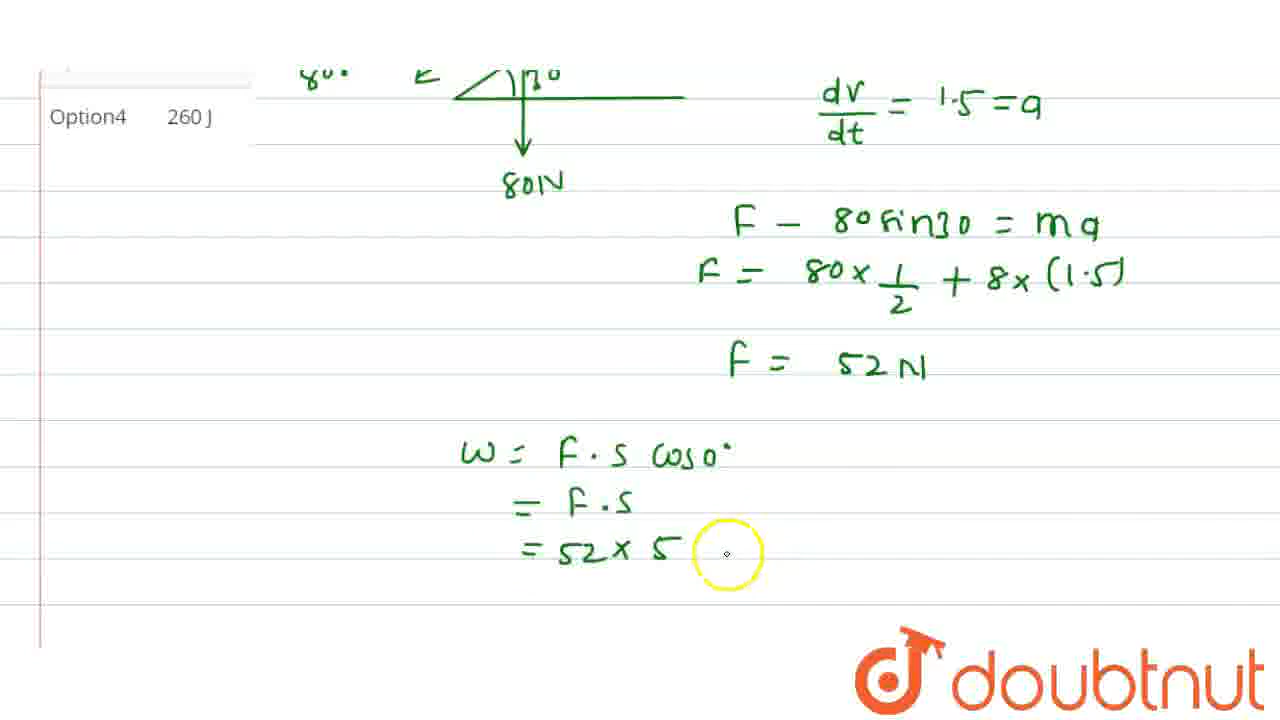 30
Option4 260 J
80N
dv/dt = 1.5 = a
F - 80 sin30 = ma
F = 80 × 1/2 + 8 × (1.5)
F = 52 N
W = F . S cos0°
= F . S
= 52 × 5
doubtnut